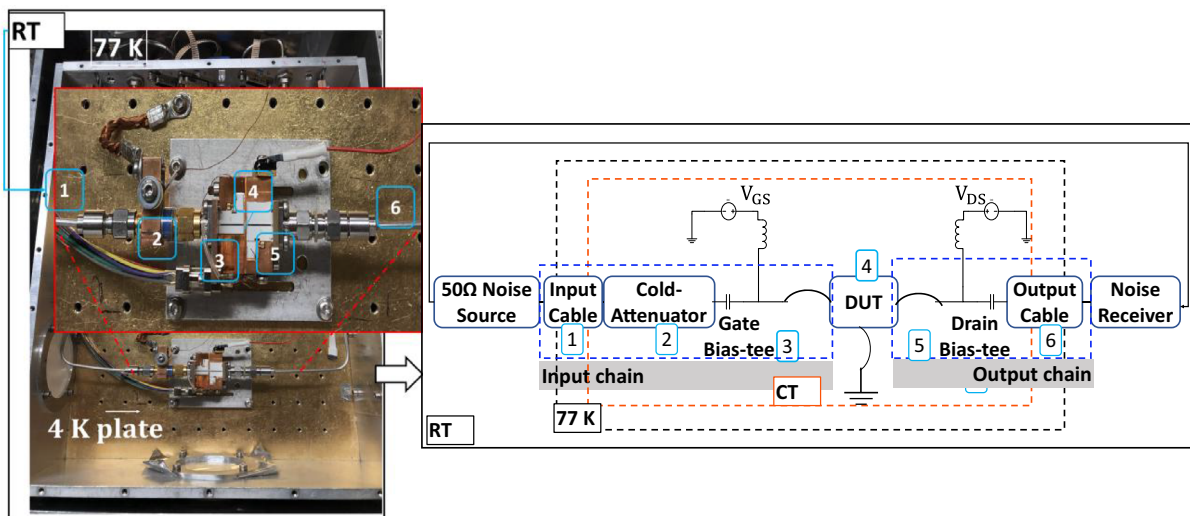 RT
77 K
1
2
3
4
5
6
4 K plate
V_GS
V_DS
4
50Ω Noise
Source
Input
Cable
1
Cold-
Attenuator
2
Gate
Bias-tee
3
DUT
5
Drain
Bias-tee
Output
Cable
6
Noise
Receiver
Input chain
Output chain
CT
77 K
RT